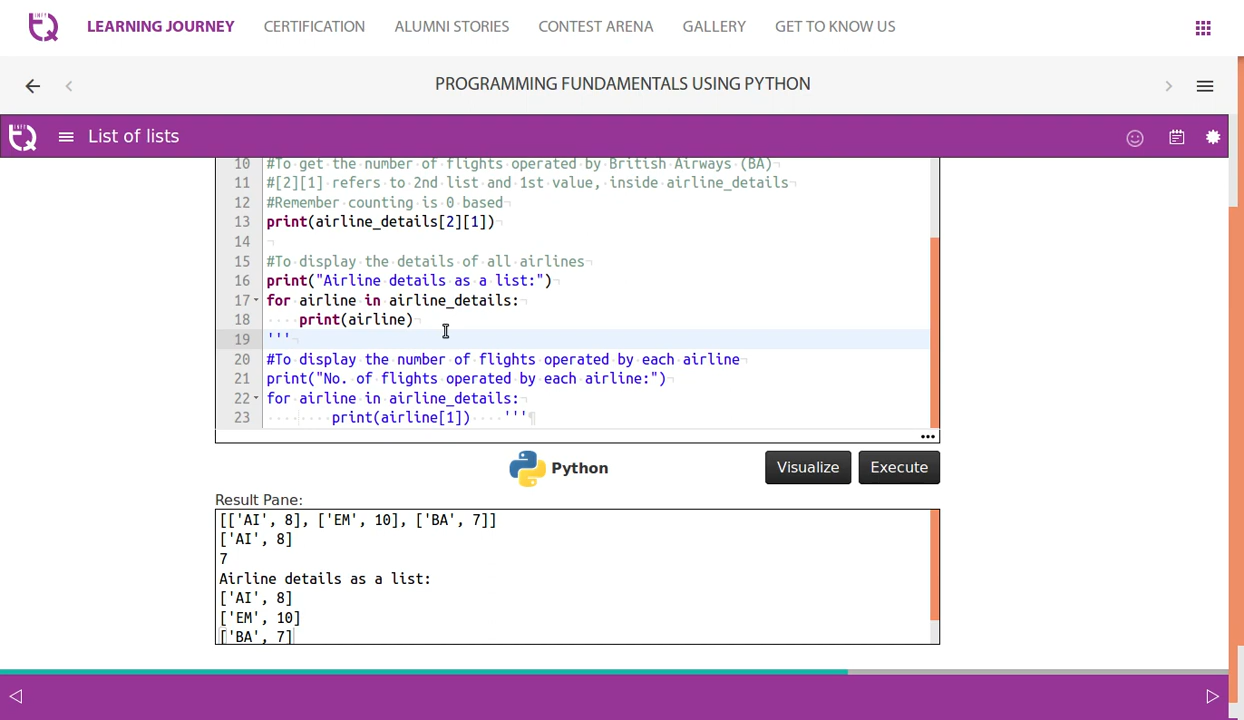 LEARNING JOURNEY CERTIFICATION ALUMNI STORIES CONTEST ARENA GALLERY GET TO KNOW US
PROGRAMMING FUNDAMENTALS USING PYTHON
List of lists
10 #To get the number of flights operated by British Airways (BA)
11 #[2][1] refers to 2nd list and 1st value, inside airline_details
12 #Remember counting is 0 based
13 print(airline_details[2][1])
14
15 #To display the details of all airlines
16 print("Airline details as a list:")
17 for airline in airline_details:
18     print(airline)
19 '''
20 #To display the number of flights operated by each airline
21 print("No. of flights operated by each airline:")
22 for airline in airline_details:
23         print(airline[1])    '''
Python Visualize Execute
Result Pane:
[['AI', 8], ['EM', 10], ['BA', 7]]
['AI', 8]
7
Airline details as a list:
['AI', 8]
['EM', 10]
['BA', 7]